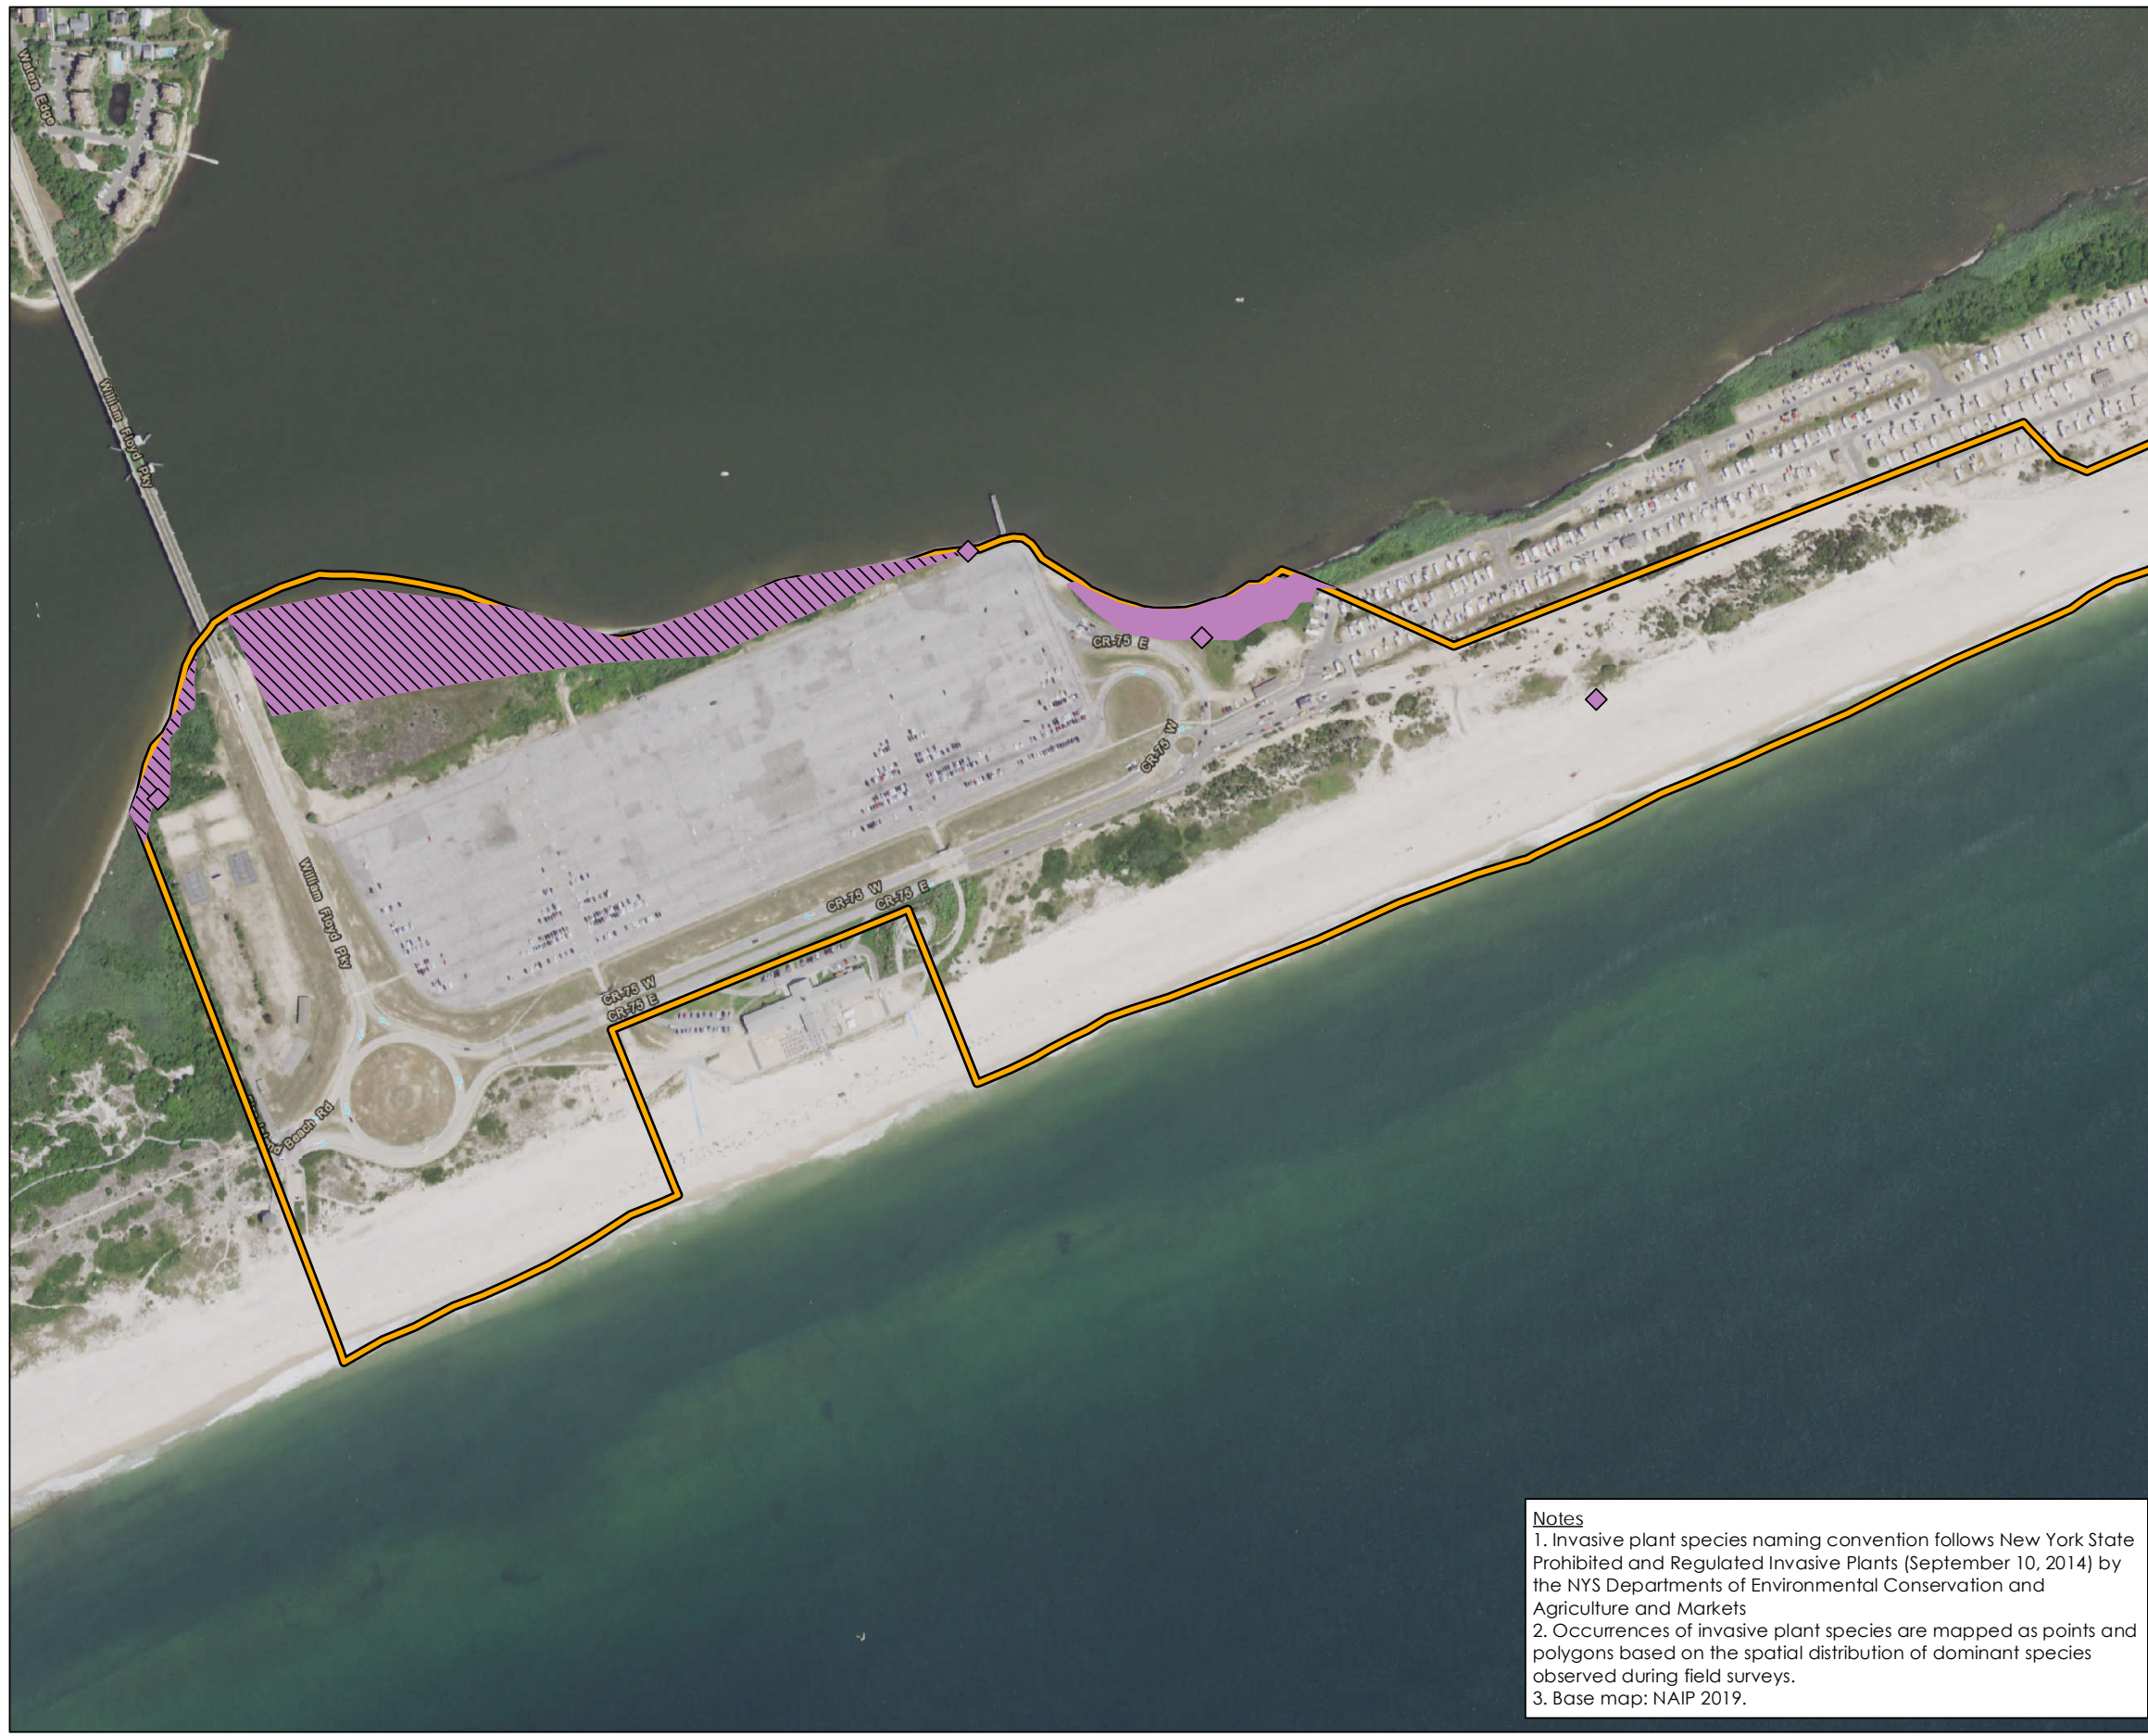 Waters Edge
William Floyd Pky
CR-75 E
CR-75 W
William Floyd Pky
CR-75 W
CR-75 E
CR-75 W
CR-75 E
Beach Rd
Notes
1. Invasive plant species naming convention follows New York State
Prohibited and Regulated Invasive Plants (September 10, 2014) by
the NYS Departments of Environmental Conservation and
Agriculture and Markets
2. Occurrences of invasive plant species are mapped as points and
polygons based on the spatial distribution of dominant species
observed during field surveys.
3. Base map: NAIP 2019.